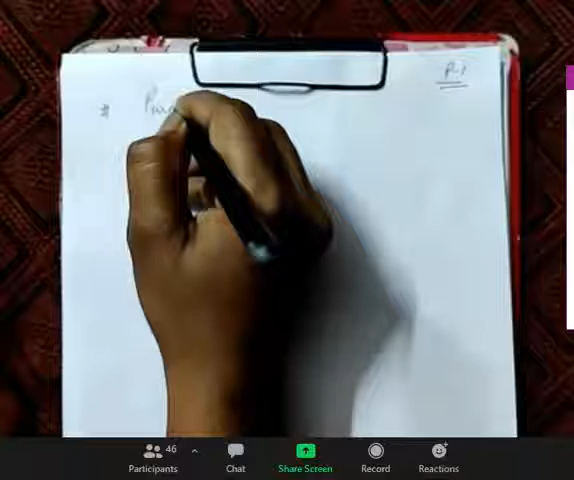 P-1
#
46
Participants
Chat
Share Screen
Record
Reactions